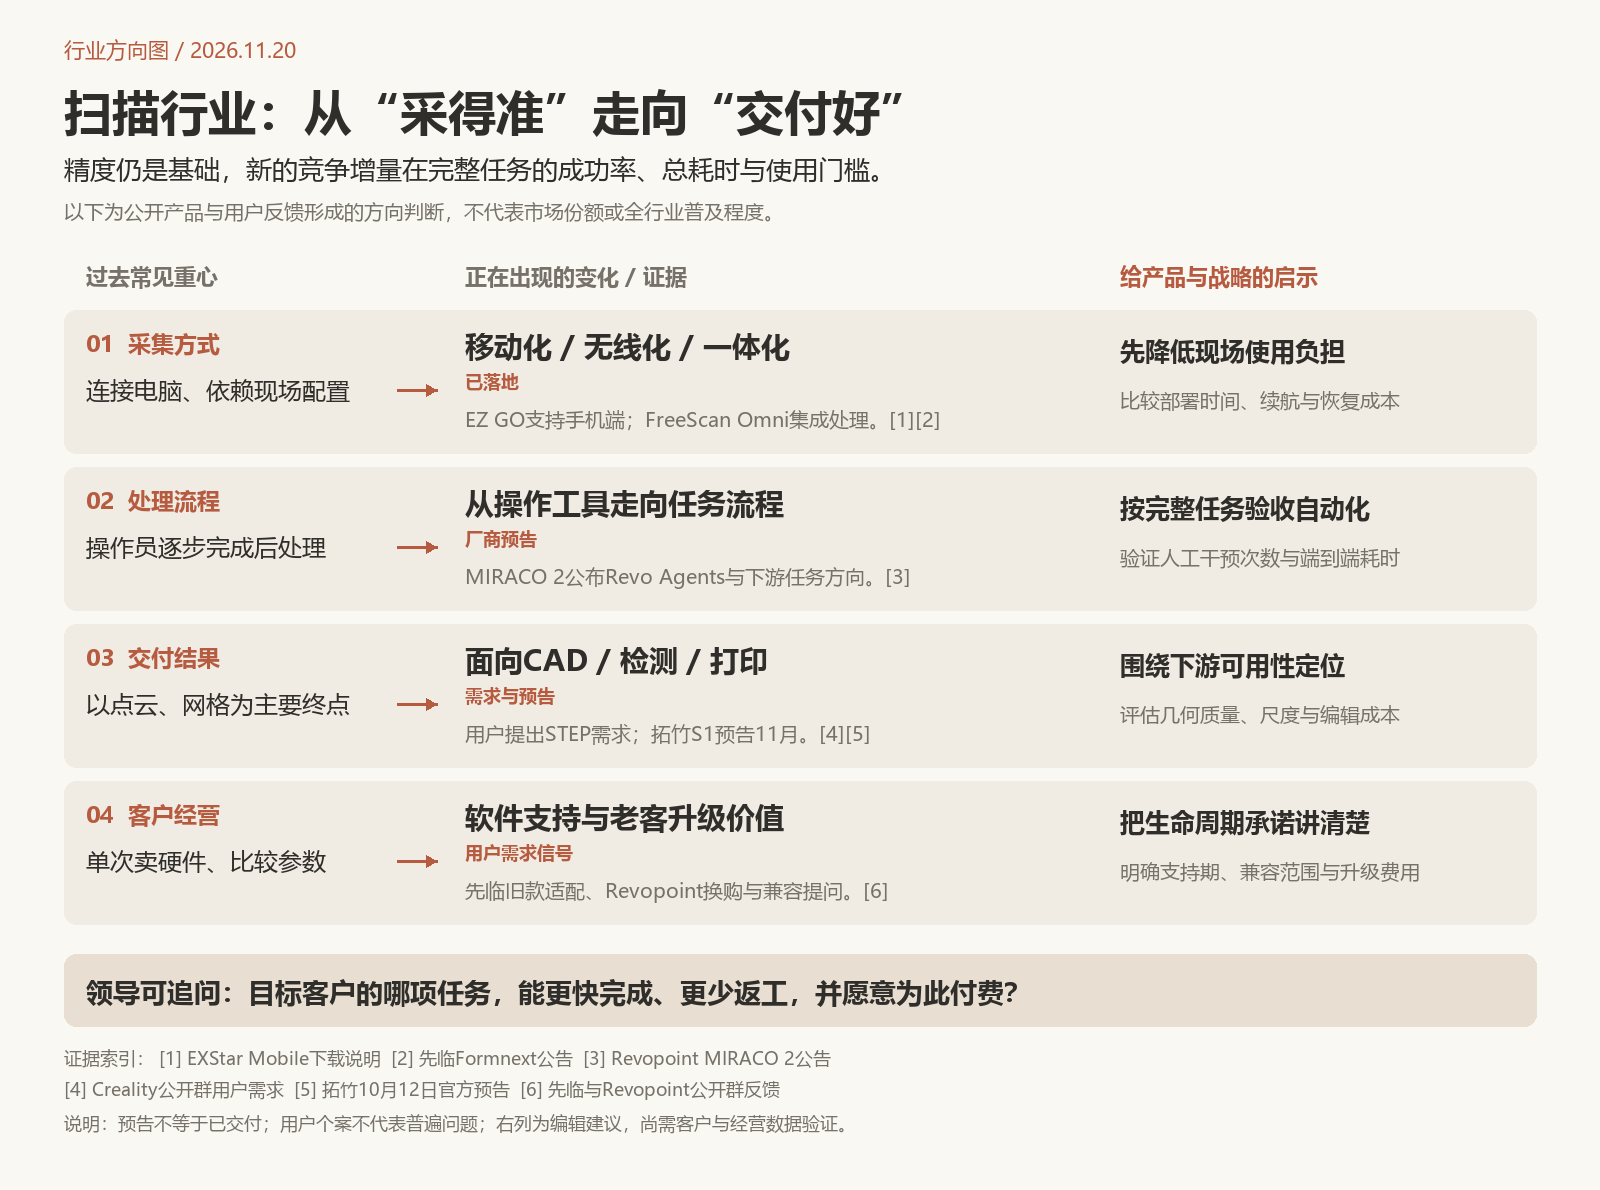 行业方向图 / 2026.11.20
扫描行业：从“采得准”走向“交付好”
精度仍是基础，新的竞争增量在完整任务的成功率、总耗时与使用门槛。
以下为公开产品与用户反馈形成的方向判断，不代表市场份额或全行业普及程度。
过去常见重心
正在出现的变化 / 证据
给产品与战略的启示
01 采集方式
连接电脑、依赖现场配置
移动化 / 无线化 / 一体化
已落地
EZ GO支持手机端；FreeScan Omni集成处理。[1][2]
先降低现场使用负担
比较部署时间、续航与恢复成本
02 处理流程
操作员逐步完成后处理
从操作工具走向任务流程
厂商预告
MIRACO 2公布Revo Agents与下游任务方向。[3]
按完整任务验收自动化
验证人工干预次数与端到端耗时
03 交付结果
以点云、网格为主要终点
面向CAD / 检测 / 打印
需求与预告
用户提出STEP需求；拓竹S1预告11月。[4][5]
围绕下游可用性定位
评估几何质量、尺度与编辑成本
04 客户经营
单次卖硬件、比较参数
软件支持与老客升级价值
用户需求信号
先临旧款适配、Revopoint换购与兼容提问。[6]
把生命周期承诺讲清楚
明确支持期、兼容范围与升级费用
领导可追问：目标客户的哪项任务，能更快完成、更少返工，并愿意为此付费？
证据索引： [1] EXStar Mobile下载说明 [2] 先临Formnext公告 [3] Revopoint MIRACO 2公告
[4] Creality公开群用户需求 [5] 拓竹10月12日官方预告 [6] 先临与Revopoint公开群反馈
说明：预告不等于已交付；用户个案不代表普遍问题；右列为编辑建议，尚需客户与经营数据验证。